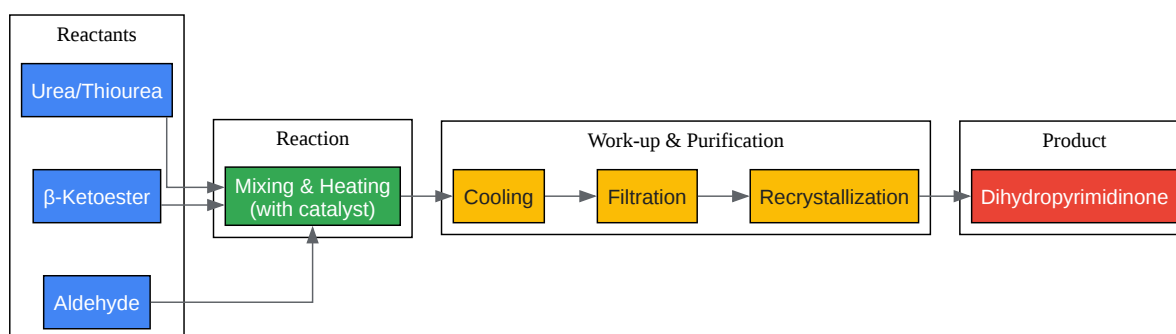 Reactants
Urea/Thiourea
β-Ketoester
Aldehyde
Reaction
Mixing & Heating
(with catalyst)
Work-up & Purification
Cooling
Filtration
Recrystallization
Product
Dihydropyrimidinone